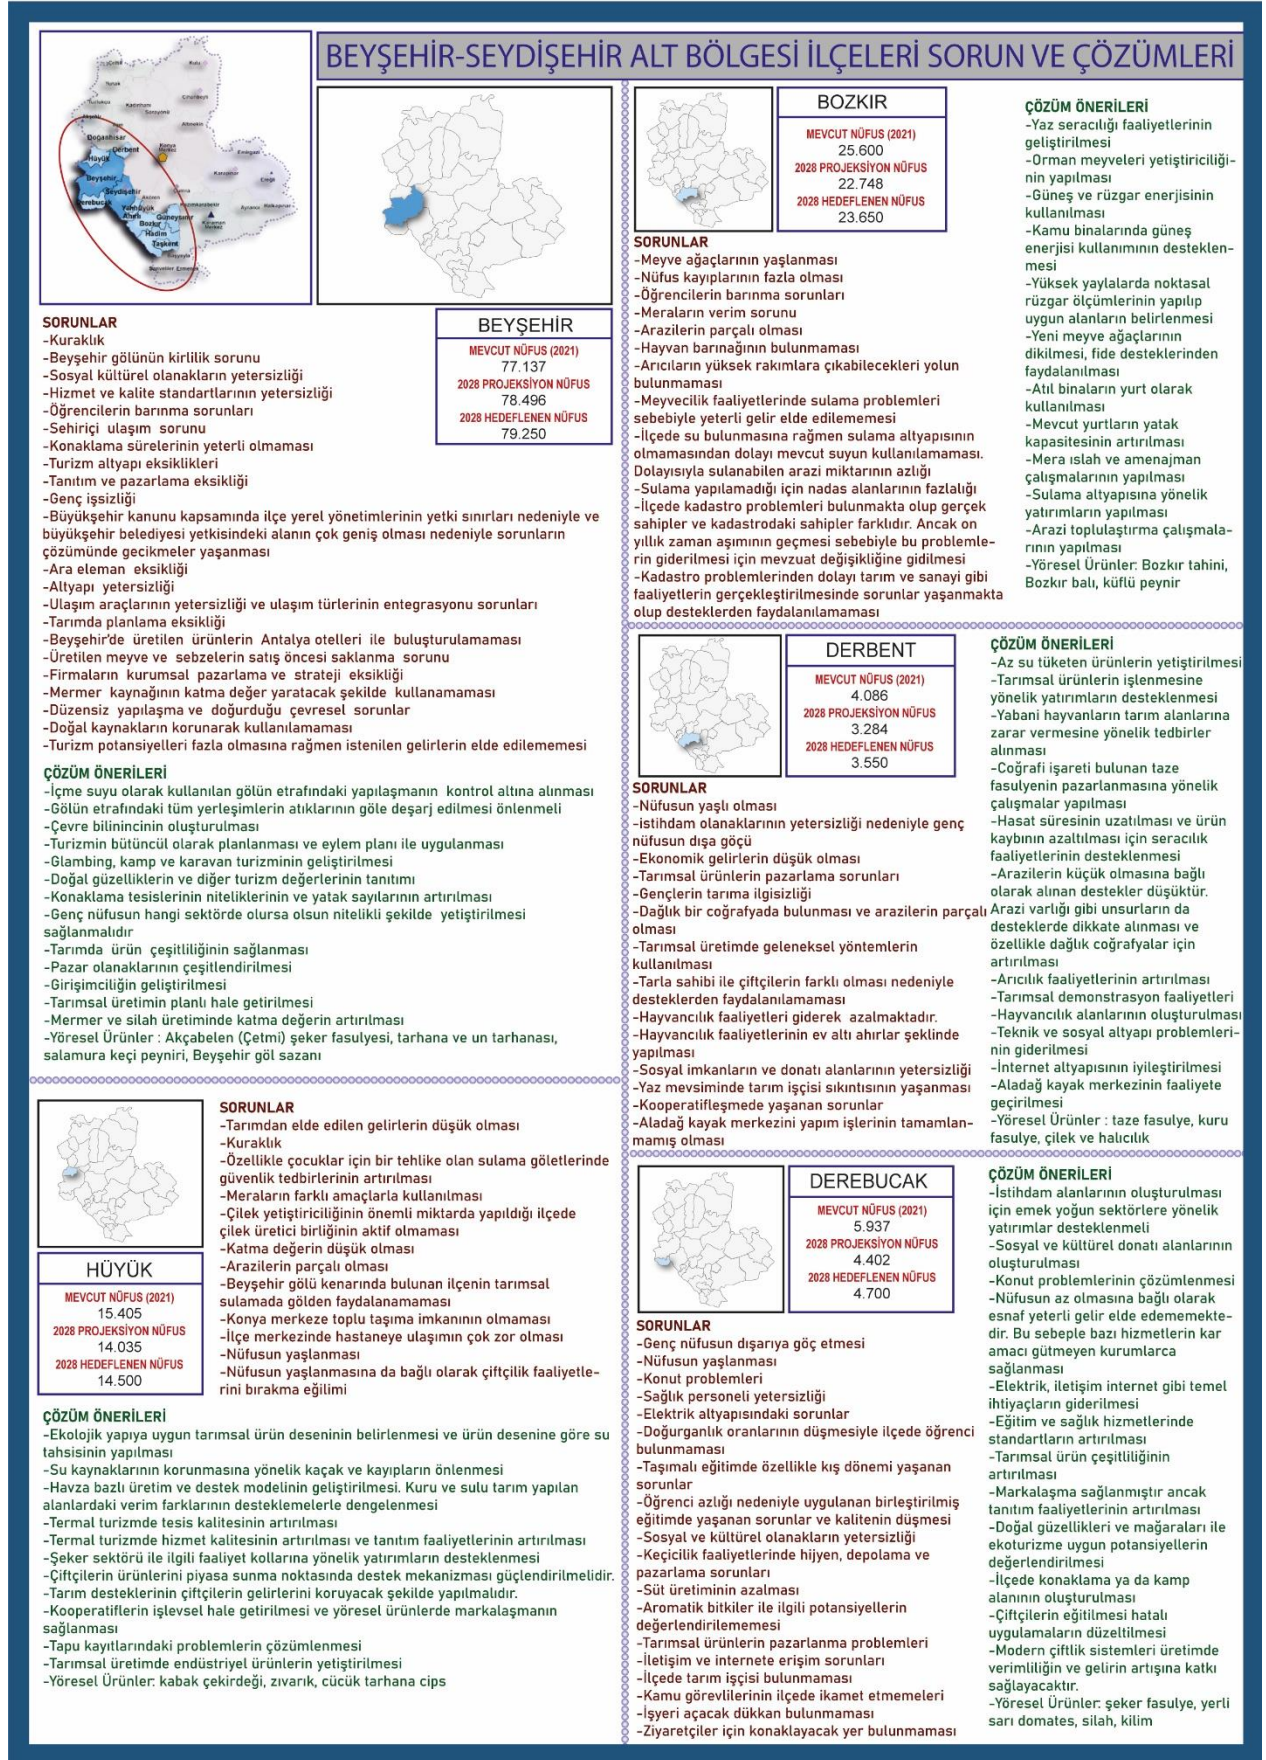 BEYŞEHİR-SEYDİŞEHİR ALT BÖLGESİ İLÇELERİ SORUN VE ÇÖZÜMLERİ
Doğanhisar
Derbent
Hüyük
Beyşehir
Seydişehir
Derebucak
Yalıhüyük
Ahırlı
Güneysınır
Bozkır
Hadim
Taşkent
BEYŞEHİR
MEVCUT NÜFUS (2021)
77.137
2028 PROJEKSİYON NÜFUS
78.496
2028 HEDEFLENEN NÜFUS
79.250
SORUNLAR
-Kuraklık
-Beyşehir gölünün kirlilik sorunu
-Sosyal kültürel olanakların yetersizliği
-Hizmet ve kalite standartlarının yetersizliği
-Öğrencilerin barınma sorunları
-Sehiriçi ulaşım sorunu
-Konaklama sürelerinin yeterli olmaması
-Turizm altyapı eksiklikleri
-Tanıtım ve pazarlama eksikliği
-Genç işsizliği
-Büyükşehir kanunu kapsamında ilçe yerel yönetimlerinin yetki sınırları nedeniyle ve
büyükşehir belediyesi yetkisindeki alanın çok geniş olması nedeniyle sorunların
çözümünde gecikmeler yaşanması
-Ara eleman eksikliği
-Altyapı yetersizliği
-Ulaşım araçlarının yetersizliği ve ulaşım türlerinin entegrasyonu sorunları
-Tarımda planlama eksikliği
-Beyşehir'de üretilen ürünlerin Antalya otelleri ile buluşturulamaması
-Üretilen meyve ve sebzelerin satış öncesi saklanma sorunu
-Firmaların kurumsal pazarlama ve strateji eksikliği
-Mermer kaynağının katma değer yaratacak şekilde kullanamaması
-Düzensiz yapılaşma ve doğurduğu çevresel sorunlar
-Doğal kaynakların korunarak kullanılamaması
-Turizm potansiyelleri fazla olmasına rağmen istenilen gelirlerin elde edilememesi
ÇÖZÜM ÖNERİLERİ
-İçme suyu olarak kullanılan gölün etrafındaki yapılaşmanın kontrol altına alınması
-Gölün etrafındaki tüm yerleşimlerin atıklarının göle deşarj edilmesi önlenmeli
-Çevre bilinincinin oluşturulması
-Turizmin bütüncül olarak planlanması ve eylem planı ile uygulanması
-Glambing, kamp ve karavan turizminin geliştirilmesi
-Doğal güzelliklerin ve diğer turizm değerlerinin tanıtımı
-Konaklama tesislerinin niteliklerinin ve yatak sayılarının artırılması
-Genç nüfusun hangi sektörde olursa olsun nitelikli şekilde yetiştirilmesi
sağlanmalıdır
-Tarımda ürün çeşitliliğinin sağlanması
-Pazar olanaklarının çeşitlendirilmesi
-Girişimciliğin geliştirilmesi
-Tarımsal üretimin planlı hale getirilmesi
-Mermer ve silah üretiminde katma değerin artırılması
-Yöresel Ürünler : Akçabelen (Çetmi) şeker fasulyesi, tarhana ve un tarhanası,
salamura keçi peyniri, Beyşehir göl sazanı
HÜYÜK
MEVCUT NÜFUS (2021)
15.405
2028 PROJEKSİYON NÜFUS
14.035
2028 HEDEFLENEN NÜFUS
14.500
SORUNLAR
-Tarımdan elde edilen gelirlerin düşük olması
-Kuraklık
-Özellikle çocuklar için bir tehlike olan sulama göletlerinde
güvenlik tedbirlerinin artırılması
-Meraların farklı amaçlarla kullanılması
-Çilek yetiştiriciliğinin önemli miktarda yapıldığı ilçede
çilek üretici birliğinin aktif olmaması
-Katma değerin düşük olması
-Arazilerin parçalı olması
-Beyşehir gölü kenarında bulunan ilçenin tarımsal
sulamada gölden faydalanamaması
-Konya merkeze toplu taşıma imkanının olmaması
-İlçe merkezinde hastaneye ulaşımın çok zor olması
-Nüfusun yaşlanması
-Nüfusun yaşlanmasına da bağlı olarak çiftçilik faaliyetle-
rini bırakma eğilimi
ÇÖZÜM ÖNERİLERİ
-Ekolojik yapıya uygun tarımsal ürün deseninin belirlenmesi ve ürün desenine göre su
tahsisinin yapılması
-Su kaynaklarının korunmasına yönelik kaçak ve kayıpların önlenmesi
-Havza bazlı üretim ve destek modelinin geliştirilmesi. Kuru ve sulu tarım yapılan
alanlardaki verim farklarının desteklemelerle dengelenmesi
-Termal turizmde tesis kalitesinin artırılması
-Termal turizmde hizmet kalitesinin artırılması ve tanıtım faaliyetlerinin artırılması
-Şeker sektörü ile ilgili faaliyet kollarına yönelik yatırımların desteklenmesi
-Çiftçilerin ürünlerini piyasa sunma noktasında destek mekanizması güçlendirilmelidir.
-Tarım desteklerinin çiftçilerin gelirlerini koruyacak şekilde yapılmalıdır.
-Kooperatiflerin işlevsel hale getirilmesi ve yöresel ürünlerde markalaşmanın
sağlanması
-Tapu kayıtlarındaki problemlerin çözümlenmesi
-Tarımsal üretimde endüstriyel ürünlerin yetiştirilmesi
-Yöresel Ürünler: kabak çekirdeği, zıvarık, cücük tarhana cips
BOZKIR
MEVCUT NÜFUS (2021)
25.600
2028 PROJEKSİYON NÜFUS
22.748
2028 HEDEFLENEN NÜFUS
23.650
SORUNLAR
-Meyve ağaçlarının yaşlanması
-Nüfus kayıplarının fazla olması
-Öğrencilerin barınma sorunları
-Meraların verim sorunu
-Arazilerin parçalı olması
-Hayvan barınağının bulunmaması
-Arıcıların yüksek rakımlara çıkabilecekleri yolun
bulunmaması
-Meyvecilik faaliyetlerinde sulama problemleri
sebebiyle yeterli gelir elde edilememesi
-İlçede su bulunmasına rağmen sulama altyapısının
olmamasından dolayı mevcut suyun kullanılamaması.
Dolayısıyla sulanabilen arazi miktarının azlığı
-Sulama yapılamadığı için nadas alanlarının fazlalığı
-İlçede kadastro problemleri bulunmakta olup gerçek
sahipler ve kadastrodaki sahipler farklıdır. Ancak on
yıllık zaman aşımının geçmesi sebebiyle bu problemle-
rin giderilmesi için mevzuat değişikliğine gidilmesi
-Kadastro problemlerinden dolayı tarım ve sanayi gibi
faaliyetlerin gerçekleştirilmesinde sorunlar yaşanmakta
olup desteklerden faydalanılamaması
ÇÖZÜM ÖNERİLERİ
-Yaz seracılığı faaliyetlerinin
geliştirilmesi
-Orman meyveleri yetiştiriciliği-
nin yapılması
-Güneş ve rüzgar enerjisinin
kullanılması
-Kamu binalarında güneş
enerjisi kullanımının desteklen-
mesi
-Yüksek yaylalarda noktasal
rüzgar ölçümlerinin yapılıp
uygun alanların belirlenmesi
-Yeni meyve ağaçlarının
dikilmesi, fide desteklerinden
faydalanılması
-Atıl binaların yurt olarak
kullanılması
-Mevcut yurtların yatak
kapasitesinin artırılması
-Mera ıslah ve amenajman
çalışmalarının yapılması
-Sulama altyapısına yönelik
yatırımların yapılması
-Arazi toplulaştırma çalışmala-
rının yapılması
-Yöresel Ürünler: Bozkır tahini,
Bozkır balı, küflü peynir
DERBENT
MEVCUT NÜFUS (2021)
4.086
2028 PROJEKSİYON NÜFUS
3.284
2028 HEDEFLENEN NÜFUS
3.550
SORUNLAR
-Nüfusun yaşlı olması
-istihdam olanaklarının yetersizliği nedeniyle genç
nüfusun dışa göçü
-Ekonomik gelirlerin düşük olması
-Tarımsal ürünlerin pazarlama sorunları
-Gençlerin tarıma ilgisizliği
-Dağlık bir coğrafyada bulunması ve arazilerin parçalı
olması
-Tarımsal üretimde geleneksel yöntemlerin
kullanılması
-Tarla sahibi ile çiftçilerin farklı olması nedeniyle
desteklerden faydalanılamaması
-Hayvancılık faaliyetleri giderek azalmaktadır.
-Hayvancılık faaliyetlerinin ev altı ahırlar şeklinde
yapılması
-Sosyal imkanların ve donatı alanlarının yetersizliği
-Yaz mevsiminde tarım işçisi sıkıntısının yaşanması
-Kooperatifleşmede yaşanan sorunlar
-Aladağ kayak merkezini yapım işlerinin tamamlan-
mamış olması
ÇÖZÜM ÖNERİLERİ
-Az su tüketen ürünlerin yetiştirilmesi
-Tarımsal ürünlerin işlenmesine
yönelik yatırımların desteklenmesi
-Yabani hayvanların tarım alanlarına
zarar vermesine yönelik tedbirler
alınması
-Coğrafi işareti bulunan taze
fasulyenin pazarlanmasına yönelik
çalışmalar yapılması
-Hasat süresinin uzatılması ve ürün
kaybının azaltılması için seracılık
faaliyetlerinin desteklenmesi
-Arazilerin küçük olmasına bağlı
olarak alınan destekler düşüktür.
Arazi varlığı gibi unsurların da
desteklerde dikkate alınması ve
özellikle dağlık coğrafyalar için
artırılması
-Arıcılık faaliyetlerinin artırılması
-Tarımsal demonstrasyon faaliyetleri
-Hayvancılık alanlarının oluşturulması
-Teknik ve sosyal altyapı problemleri-
nin giderilmesi
-İnternet altyapısının iyileştirilmesi
-Aladağ kayak merkezinin faaliyete
geçirilmesi
-Yöresel Ürünler : taze fasulye, kuru
fasulye, çilek ve halıcılık
DEREBUCAK
MEVCUT NÜFUS (2021)
5.937
2028 PROJEKSİYON NÜFUS
4.402
2028 HEDEFLENEN NÜFUS
4.700
SORUNLAR
-Genç nüfusun dışarıya göç etmesi
-Nüfusun yaşlanması
-Konut problemleri
-Sağlık personeli yetersizliği
-Elektrik altyapısındaki sorunlar
-Doğurganlık oranlarının düşmesiyle ilçede öğrenci
bulunmaması
-Taşımalı eğitimde özellikle kış dönemi yaşanan
sorunlar
-Öğrenci azlığı nedeniyle uygulanan birleştirilmiş
eğitimde yaşanan sorunlar ve kalitenin düşmesi
-Sosyal ve kültürel olanakların yetersizliği
-Keçicilik faaliyetlerinde hijyen, depolama ve
pazarlama sorunları
-Süt üretiminin azalması
-Aromatik bitkiler ile ilgili potansiyellerin
değerlendirilememesi
-Tarımsal ürünlerin pazarlanma problemleri
-İletişim ve internete erişim sorunları
-İlçede tarım işçisi bulunmaması
-Kamu görevlilerinin ilçede ikamet etmemeleri
-İşyeri açacak dükkan bulunmaması
-Ziyaretçiler için konaklayacak yer bulunmaması
ÇÖZÜM ÖNERİLERİ
-İstihdam alanlarının oluşturulması
için emek yoğun sektörlere yönelik
yatırımlar desteklenmeli
-Sosyal ve kültürel donatı alanlarının
oluşturulması
-Konut problemlerinin çözümlenmesi
-Nüfusun az olmasına bağlı olarak
esnaf yeterli gelir elde edememekte-
dir. Bu sebeple bazı hizmetlerin kar
amacı gütmeyen kurumlarca
sağlanması
-Elektrik, iletişim internet gibi temel
ihtiyaçların giderilmesi
-Eğitim ve sağlık hizmetlerinde
standartların artırılması
-Tarımsal ürün çeşitliliğinin
artırılması
-Markalaşma sağlanmıştır ancak
tanıtım faaliyetlerinin artırılması
-Doğal güzellikleri ve mağaraları ile
ekoturizme uygun potansiyellerin
değerlendirilmesi
-İlçede konaklama ya da kamp
alanının oluşturulması
-Çiftçilerin eğitilmesi hatalı
uygulamaların düzeltilmesi
-Modern çiftlik sistemleri üretimde
verimliliğin ve gelirin artışına katkı
sağlayacaktır.
-Yöresel Ürünler: şeker fasulye, yerli
sarı domates, silah, kilim